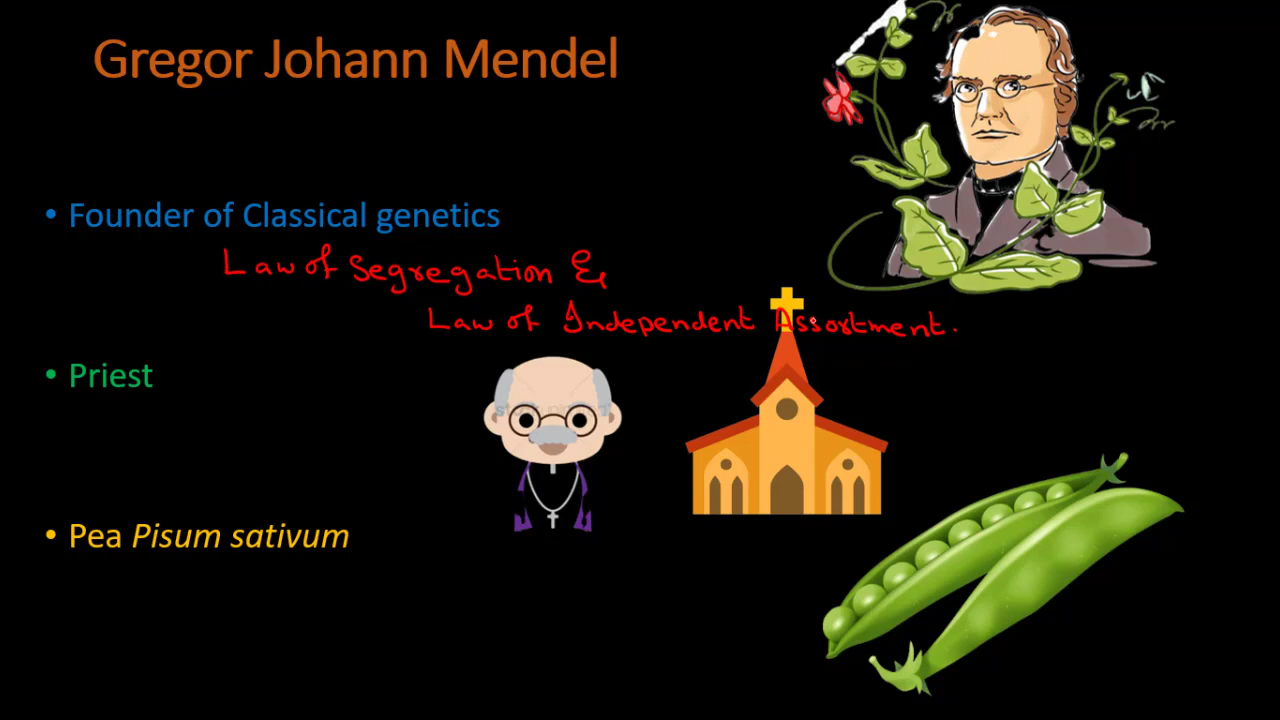 Gregor Johann Mendel
• Founder of Classical genetics
Law of Segregation &
Law of Independent Assortment.
• Priest
• Pea Pisum sativum